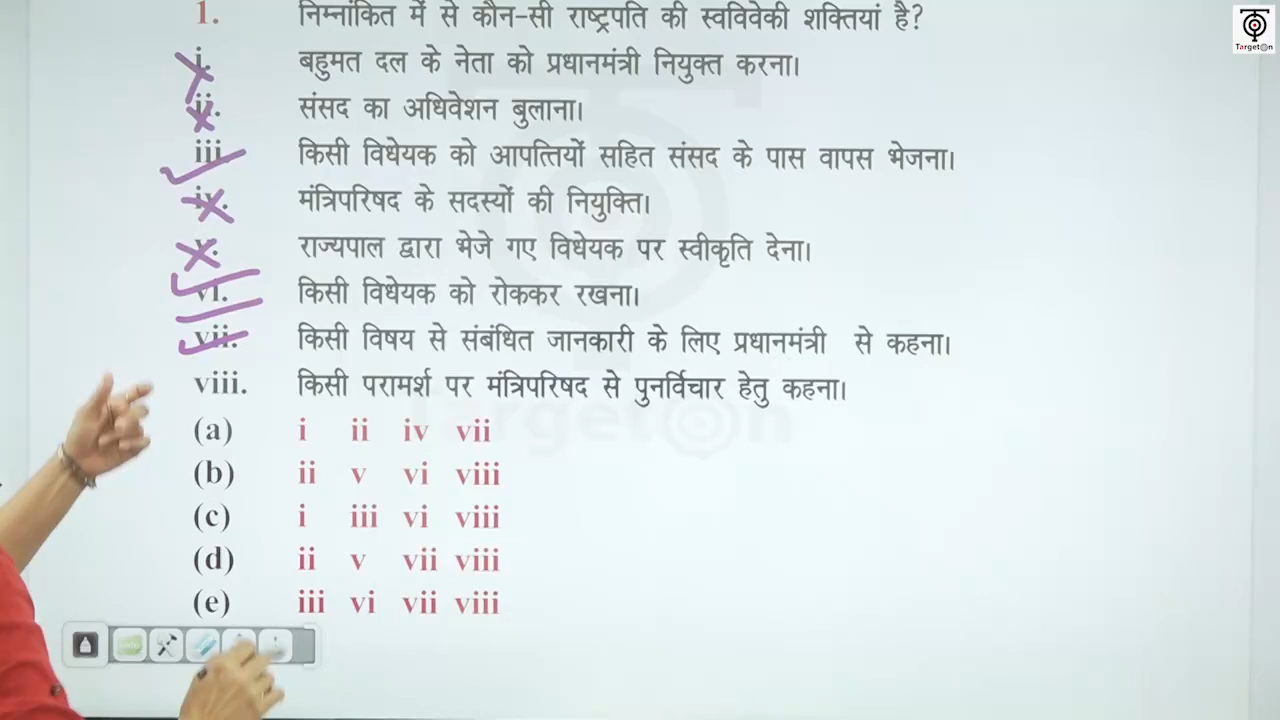 1. निम्नांकित में से कौन-सी राष्ट्रपति की स्वविवेकी शक्तियां है?
i. बहुमत दल के नेता को प्रधानमंत्री नियुक्त करना।
ii. संसद का अधिवेशन बुलाना।
iii. किसी विधेयक को आपत्तियों सहित संसद के पास वापस भेजना।
iv. मंत्रिपरिषद के सदस्यों की नियुक्ति।
v. राज्यपाल द्वारा भेजे गए विधेयक पर स्वीकृति देना।
vi. किसी विधेयक को रोककर रखना।
vii. किसी विषय से संबंधित जानकारी के लिए प्रधानमंत्री से कहना।
viii. किसी परामर्श पर मंत्रिपरिषद से पुनर्विचार हेतु कहना।
(a) i ii iv vii
(b) ii v vi viii
(c) i iii vi viii
(d) ii v vii viii
(e) iii vi vii viii
Target on
Target on